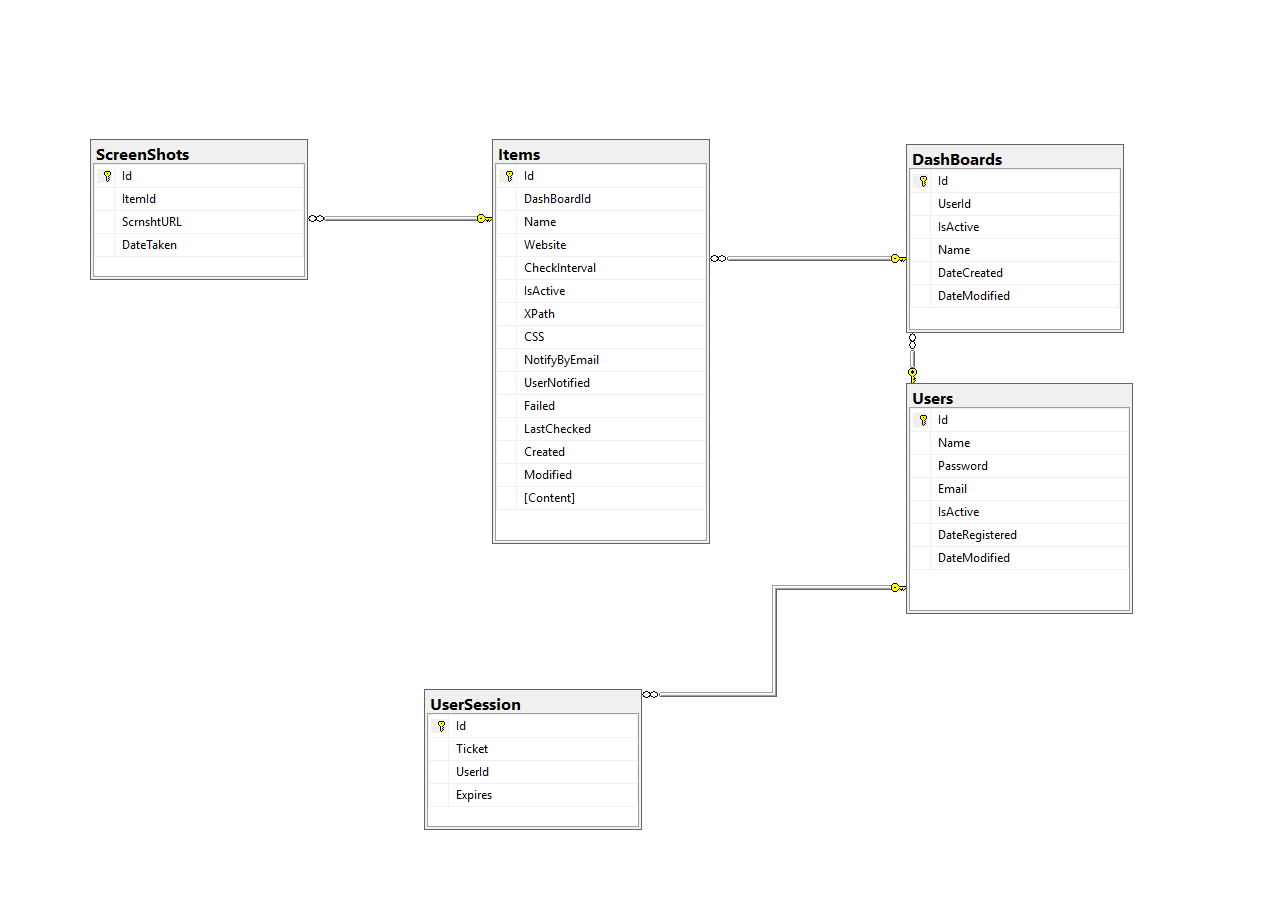 ScreenShots
Id
ItemId
ScrnshtURL
DateTaken
Items
Id
DashBoardId
Name
Website
CheckInterval
IsActive
XPath
CSS
NotifyByEmail
UserNotified
Failed
LastChecked
Created
Modified
[Content]
DashBoards
Id
UserId
IsActive
Name
DateCreated
DateModified
Users
Id
Name
Password
Email
IsActive
DateRegistered
DateModified
UserSession
Id
Ticket
UserId
Expires